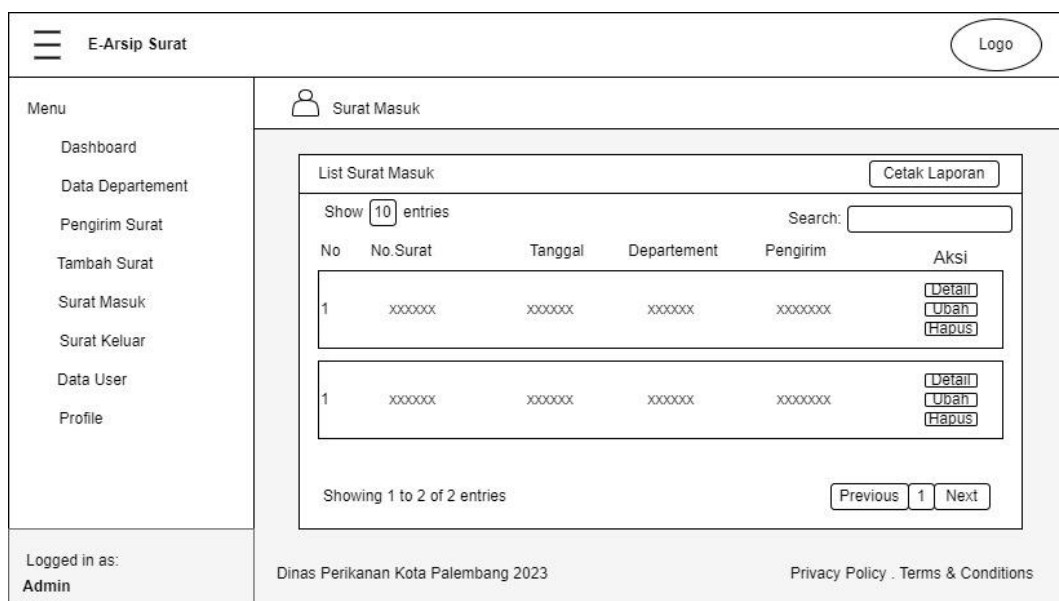 E-Arsip Surat
Logo
Menu
Dashboard
Data Departement
Pengirim Surat
Tambah Surat
Surat Masuk
Surat Keluar
Data User
Profile
Logged in as:
Admin
Surat Masuk
List Surat Masuk
Cetak Laporan
Show 10 entries
Search:
No No.Surat Tanggal Departement Pengirim Aksi
1 xxxxxx xxxxxx xxxxxx xxxxxxx
Detail
Ubah
Hapus
1 xxxxxx xxxxxx xxxxxx xxxxxxx
Detail
Ubah
Hapus
Showing 1 to 2 of 2 entries
Previous 1 Next
Dinas Perikanan Kota Palembang 2023
Privacy Policy . Terms & Conditions